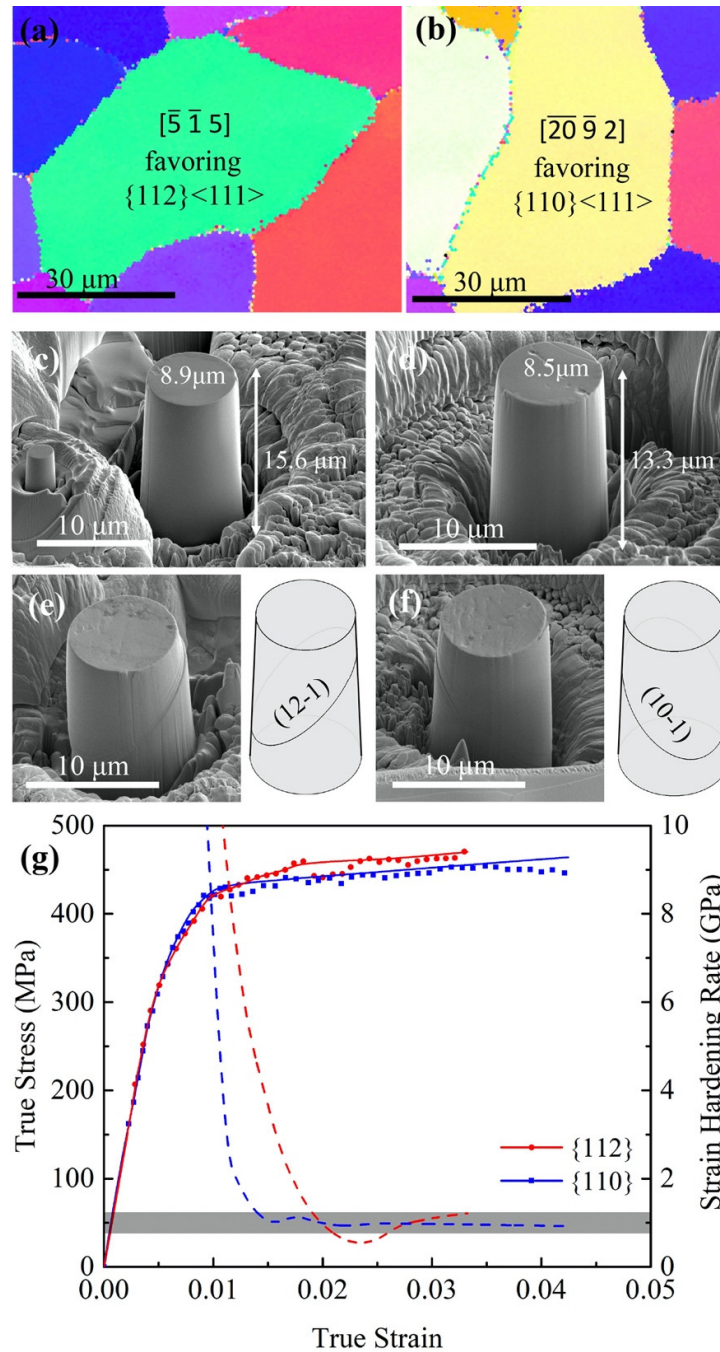 (a)
[5̅ 1̅ 5]
favoring
{112}<111>
30 μm
(b)
[2̅0̅ 9̅ 2]
favoring
{110}<111>
30 μm
(c)
8.9μm
15.6 μm
10 μm
(d)
8.5μm
13.3 μm
10 μm
(e)
10 μm
(12-1)
(f)
10 μm
(10-1)
(g)
True Stress (MPa)
500
400
300
200
100
0
Strain Hardening Rate (GPa)
10
8
6
4
2
0
{112}
{110}
0.00 0.01 0.02 0.03 0.04 0.05
True Strain